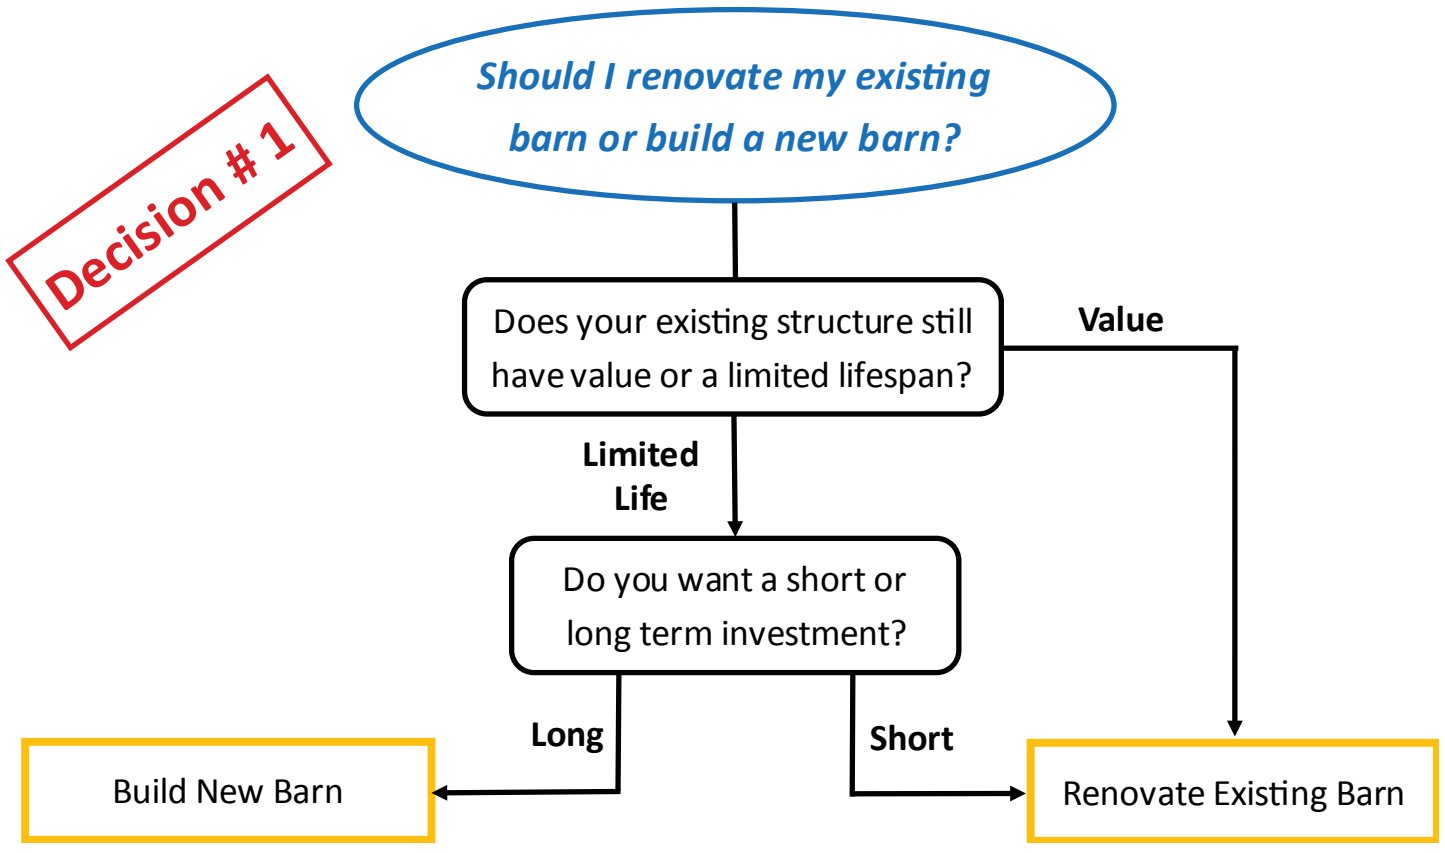 Should I renovate my existing
barn or build a new barn?
Decision # 1
Does your existing structure still
have value or a limited lifespan?
Value
Limited
Life
Do you want a short or
long term investment?
Long
Short
Build New Barn
Renovate Existing Barn